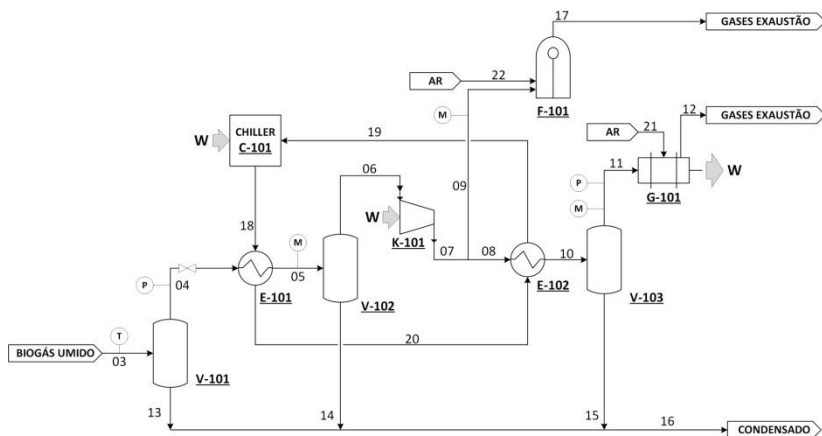 17
GASES EXAUSTÃO
AR
22
F-101
M
12
GASES EXAUSTÃO
19
AR
21
W
CHILLER
C-101
06
11
P
W
G-101
09
M
18
W
K-101
M
07
08
10
04
05
P
E-101
E-102
V-102
V-103
T
20
BIOGÁS UMIDO
03
V-101
13
14
15
16
CONDENSADO